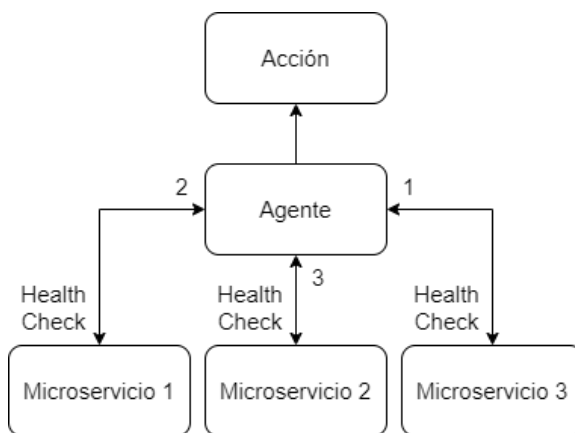 Acción
2
Agente
1
3
Health
Check
Health
Check
Health
Check
Microservicio 1
Microservicio 2
Microservicio 3